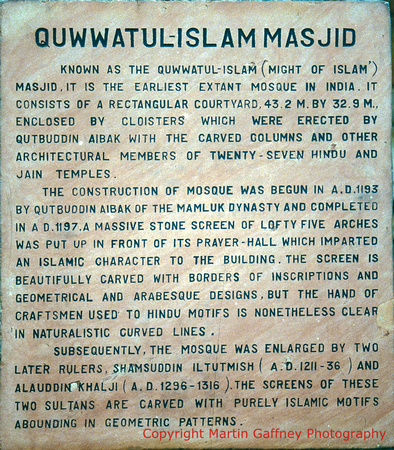 QUWWATUL-ISLAM MASJID
KNOWN AS THE QUWWATUL-ISLAM (MIGHT OF ISLAM')
MASJID, IT IS THE EARLIEST EXTANT MOSQUE IN INDIA. IT
CONSISTS OF A RECTANGULAR COURTYARD, 43.2 M. BY 32.9 M.,
ENCLOSED BY CLOISTERS WHICH WERE ERECTED BY
QUTBUDDIN AIBAK WITH THE CARVED COLUMNS AND OTHER
ARCHITECTURAL MEMBERS OF TWENTY-SEVEN HINDU AND
JAIN TEMPLES.
THE CONSTRUCTION OF MOSQUE WAS BEGUN IN A.D.1193
BY QUTBUDDIN AIBAK OF THE MAMLUK DYNASTY AND COMPLETED
IN A D.1197. A MASSIVE STONE SCREEN OF LOFTY FIVE ARCHES
WAS PUT UP IN FRONT OF ITS PRAYER-HALL WHICH IMPARTED
AN ISLAMIC CHARACTER TO THE BUILDING. THE SCREEN IS
BEAUTIFULLY CARVED WITH BORDERS OF INSCRIPTIONS AND
GEOMETRICAL AND ARABESQUE DESIGNS, BUT THE HAND OF
CRAFTSMEN USED TO HINDU MOTIFS IS NONETHELESS CLEAR
IN NATURALISTIC CURVED LINES.
SUBSEQUENTLY, THE MOSQUE WAS ENLARGED BY TWO
LATER RULERS, SHAMSUDDIN ILTUTMISH (A.D.1211-36) AND
ALAUDDIN KHALJI (A.D.1296-1316). THE SCREENS OF THESE
TWO SULTANS ARE CARVED WITH PURELY ISLAMIC MOTIFS
ABOUNDING IN GEOMETRIC PATTERNS.
Copyright Martin Gaffney Photography